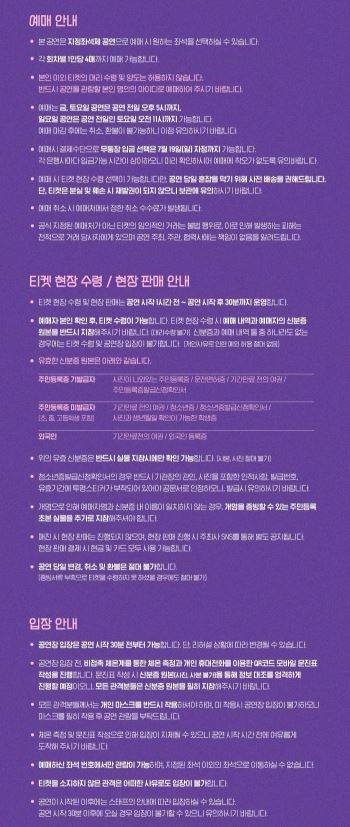 예매 안내
본 공연은 지정좌석제 공연으로 예매 시 원하는 좌석을 선택하실 수 있습니다.
각 회차별 1인당 4매까지 예매 가능합니다.
본인 이외 티켓의 대리 수령 및 양도는 허용하지 않습니다.
반드시 공연을 관람할 본인 명의의 아이디로 예매하여 주시기 바랍니다.
예매는 금, 토요일 공연은 공연 전일 오후 5시까지,
일요일 공연은 공연 전일인 토요일 오전 11시까지 가능합니다.
예매 마감 후에는 취소, 환불이 불가능하니 이점 유의하시기 바랍니다.
예매시 결제수단으로 무통장 입금 선택은 7월 19일(일) 자정까지 가능합니다.
각 은행사마다 입금가능 시간이 상이하오니 미리 확인하시어 예매에 착오가 없도록 유의바랍니다.
예매 시 티켓 현장 수령 선택이 가능합니다만, 공연 당일 혼잡을 막기 위해 사전 배송을 권해드립니다.
단, 티켓은 분실 및 훼손 시 재발권이 되지 않으니 보관에 유의하시기 바랍니다.
예매 취소 시 예매처에서 정한 취소 수수료가 발생됩니다.
공식 지정된 예매처가 아닌 티켓의 임의적인 거래는 불법 행위로, 이로 인해 발생하는 피해는
전적으로 거래 당사자에게 있으며 공연 주최, 주관, 협력사에는 책임이 없음을 알려드립니다.
티켓 현장 수령 / 현장 판매 안내
티켓 현장 수령 및 현장 판매는 공연 시작 1시간 전 ~ 공연 시작 후 30분까지 운영합니다.
예매자 본인 확인 후, 티켓 수령이 가능합니다. 티켓 현장 수령 시 예매 내역과 예매자의 신분증
원본을 반드시 지참해주시기 바랍니다. (대리수령 불가) 신분증과 예매 내역 둘 중 하나라도 없는
경우에는 티켓 수령 및 공연장 입장이 불가합니다. (개인사유로 인한 예외 허용 절대 없음)
유효한 신분증 원본은 아래와 같습니다.
주민등록증 기발급자 사진이 나와있는 주민등록증 / 운전면허증 / 기간만료 전의 여권 /
주민등록증발급신청확인서
주민등록증 미발급자 기간만료 전의 여권 / 청소년증 / 청소년증발급신청확인서 /
(초, 중, 고등학생 포함) 사진과 생년월일 확인이 가능한 학생증
외국인 기간만료전의 여권 / 외국인 등록증
위의 유효 신분증은 반드시 실물 지참시에만 확인 가능합니다. (사본, 사진 절대 불가)
청소년증발급신청확인서의 경우 반드시 기관장의 관인, 사진을 포함한 인적사항, 발급번호,
유효기간에 투명스티커가 부착되어 있어야 공문서로 인정하오니, 발급시 유의하시기 바랍니다.
개명으로 인해 예매자명과 신분증 내 이름이 일치하지 않는 경우, 개명을 증빙할 수 있는 주민등록
초본 실물을 추가로 지참해주셔야 합니다.
매진 시 현장 판매는 진행되지 않으며, 현장 판매 진행 시 주최사 SNS를 통해 별도 공지됩니다.
현장 판매 결제 시 현금 및 카드 모두 사용 가능합니다.
공연 당일 변경, 취소 및 환불은 절대 불가합니다.
(증빙서류 부족으로 티켓을 수령하지 못 하셨을 경우에도 절대 불가)
입장 안내
공연장 입장은 공연 시작 30분 전부터 가능합니다. 단, 리허설 상황에 따라 변경될 수 있습니다.
공연장 입장 전, 비접촉 체온계를 통한 체온 측정과 개인 휴대전화를 이용한 QR코드 모바일 문진표
작성을 진행합니다. 문진표 작성 시 신분증 원본(사진, 사본 불가)을 통해 정보 대조를 엄격하게
진행할 예정이오니, 모든 관객분들은 신분증 원본을 필히 지참해주시기 바랍니다.
모든 관객분들께서는 개인 마스크를 반드시 착용하셔야 하며, 미 착용시 공연장 입장이 불가하오니
마스크를 필히 착용 후 공연 관람을 부탁드립니다.
체온 측정 및 문진표 작성으로 인해 입장이 지체될 수 있으니 공연 시작 시간 전에 여유롭게
도착해 주시기 바랍니다.
예매하신 좌석 번호에서만 관람이 가능하며, 지정된 좌석 이외의 좌석으로 이동하실 수 없습니다.
티켓을 소지하지 않은 관객은 어떠한 사유로도 입장이 불가입니다.
공연이 시작된 이후에는 스태프의 안내에 따라 입장하실 수 있습니다.
공연 시작 30분 이후에 오실 경우 입장이 불가할 수 있으니 유의하시기 바랍니다.